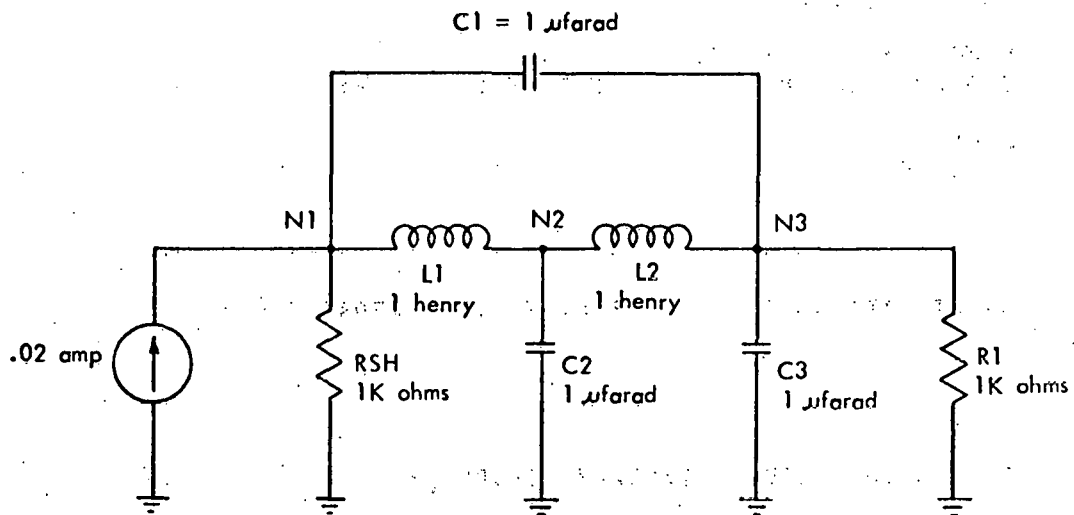 C1 = 1 µfarad
N1
N2
N3
L1
1 henry
L2
1 henry
.02 amp
RSH
1K ohms
C2
1 µfarad
C3
1 µfarad
R1
1K ohms